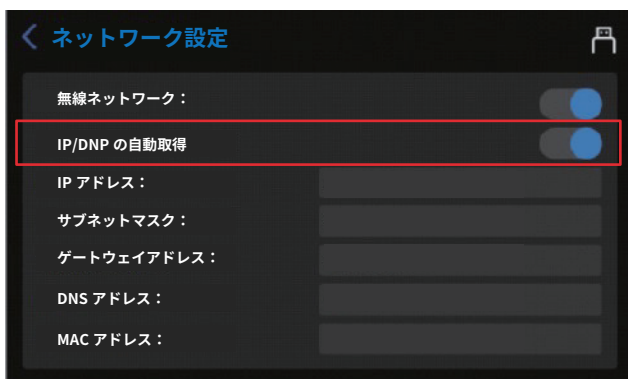 ネットワーク設定
無線ネットワーク：
IP/DNP の自動取得
IP アドレス：
サブネットマスク：
ゲートウェイアドレス：
DNS アドレス：
MAC アドレス：